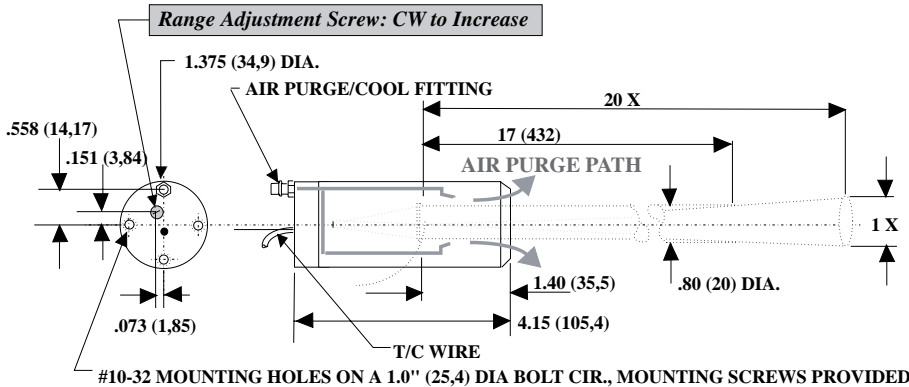 Range Adjustment Screw: CW to Increase
1.375 (34,9) DIA.
AIR PURGE/COOL FITTING
20 X
.558 (14,17)
17 (432)
.151 (3,84)
AIR PURGE PATH
1 X
1.40 (35,5)
.80 (20) DIA.
.073 (1,85)
4.15 (105,4)
T/C WIRE
#10-32 MOUNTING HOLES ON A 1.0" (25,4) DIA BOLT CIR., MOUNTING SCREWS PROVIDED